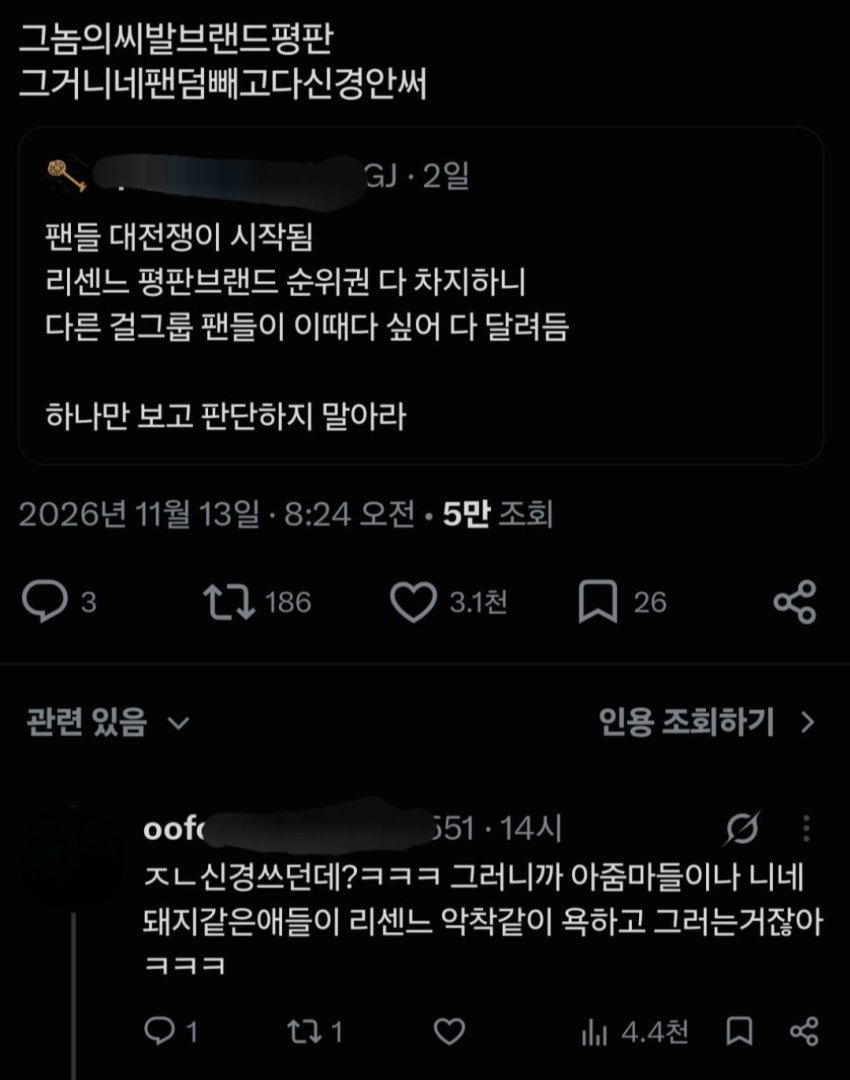 그놈의씨발브랜드평판
그거니네팬덤빼고다신경안써
GJ · 2일
팬들 대전쟁이 시작됨
리센느 평판브랜드 순위권 다 차지하니
다른 걸그룹 팬들이 이때다 싶어 다 달려듬
하나만 보고 판단하지 말아라
2026년 11월 13일 · 8:24 오전 · 5만 조회
3 186 3.1천 26
관련 있음 인용 조회하기
oofc 551 · 14시
ㅈㄴ신경쓰던데?ㅋㅋㅋ 그러니까 아줌마들이나 니네
돼지같은애들이 리센느 악착같이 욕하고 그러는거잖아
ㅋㅋㅋ
1 1 4.4천